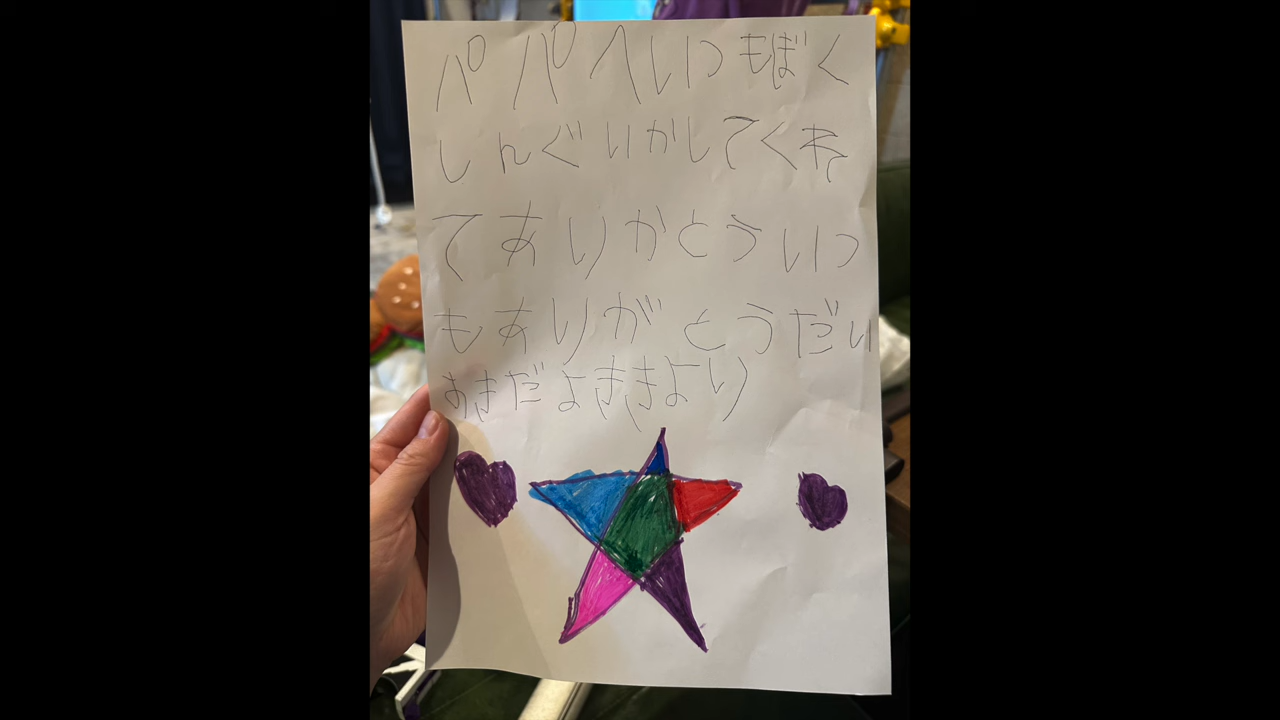 パパへいつもぼく
しんぐいかしてくれ
てありがとういつ
もありがとうだい
すきだよききより